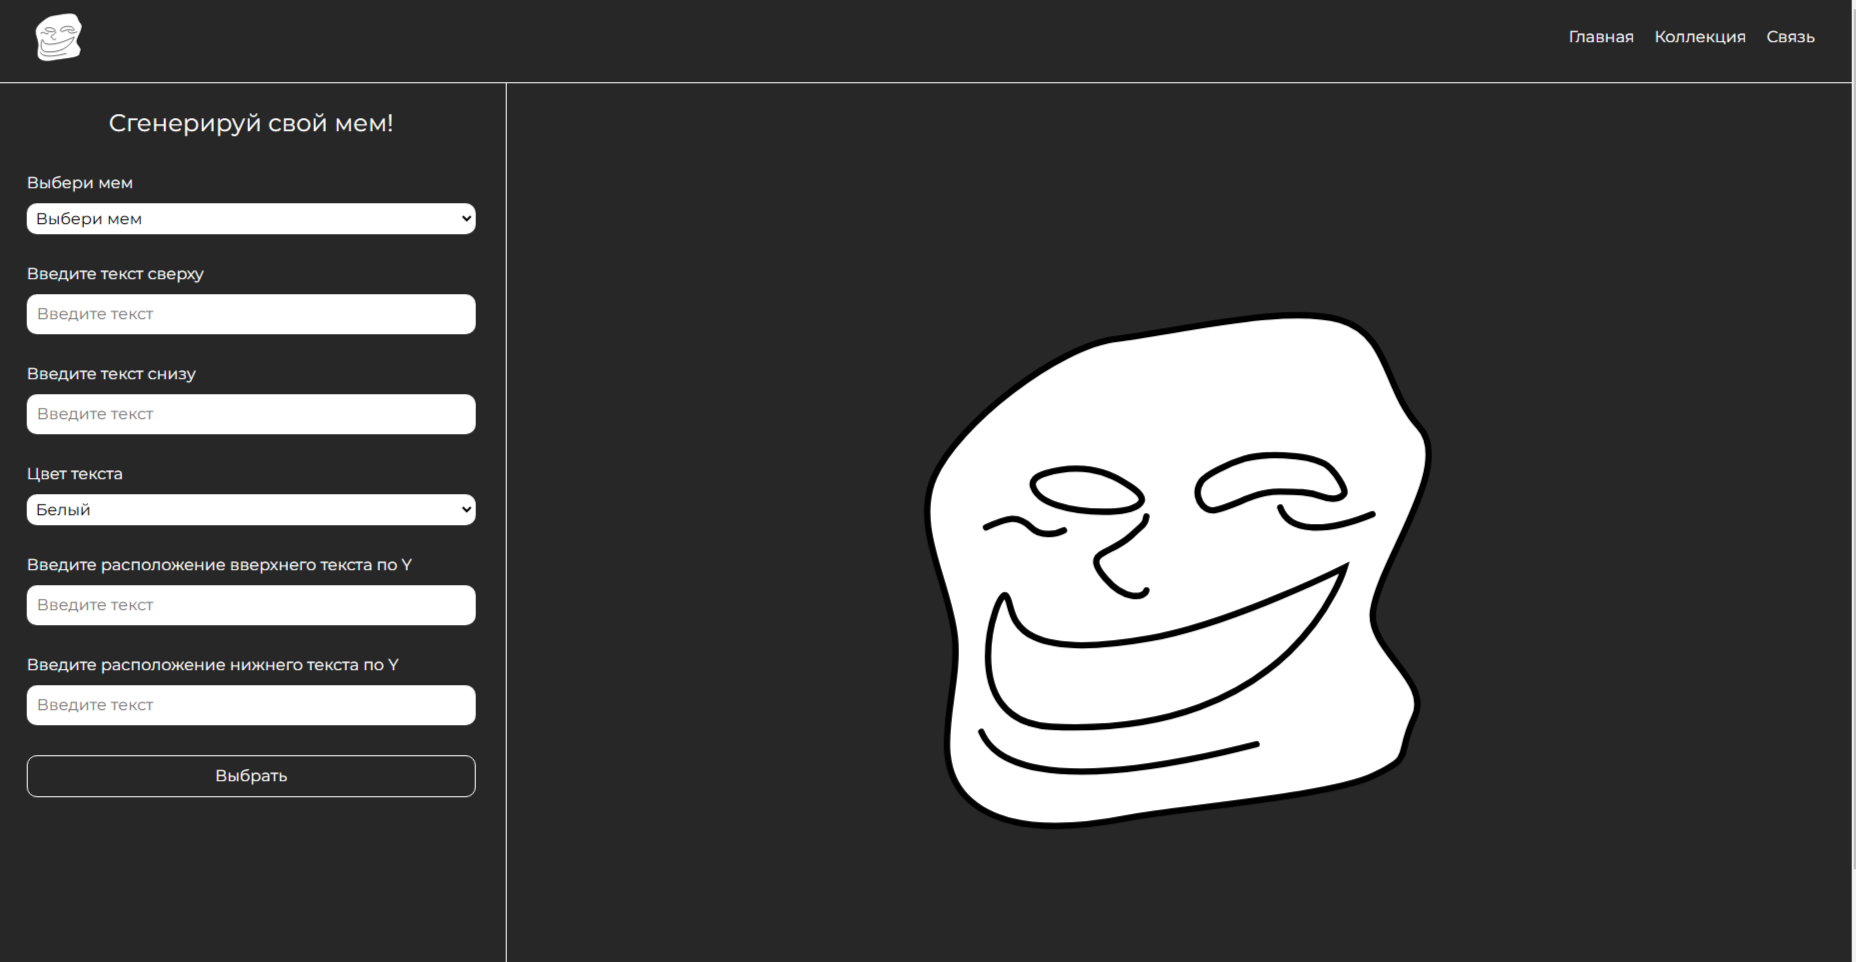 Главная Коллекция Связь
Сгенерируй свой мем!
Выбери мем
Выбери мем
Введите текст сверху
Введите текст
Введите текст снизу
Введите текст
Цвет текста
Белый
Введите расположение вверхнего текста по Y
Введите текст
Введите расположение нижнего текста по Y
Введите текст
Выбрать